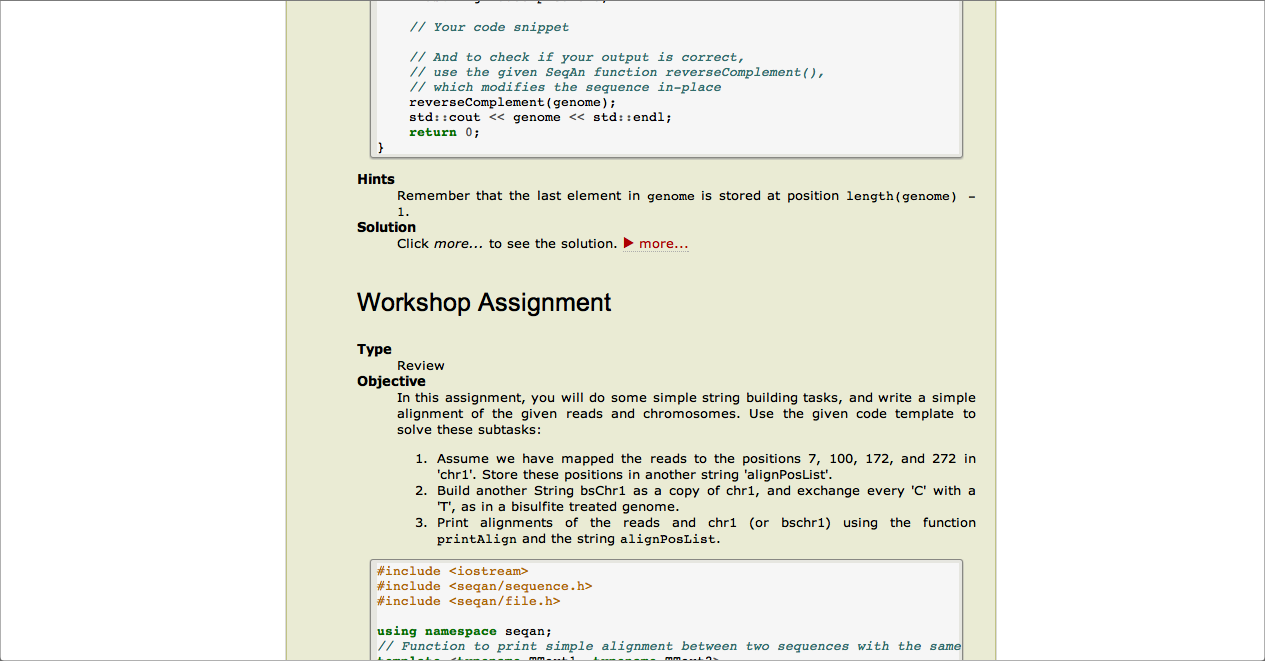 // Your code snippet
// And to check if your output is correct,
// use the given SeqAn function reverseComplement(),
// which modifies the sequence in-place
reverseComplement(genome);
std::cout << genome << std::endl;
return 0;
}
Hints
Remember that the last element in genome is stored at position length(genome) -
1.
Solution
Click more... to see the solution. ▶ more...
Workshop Assignment
Type
Review
Objective
In this assignment, you will do some simple string building tasks, and write a simple
alignment of the given reads and chromosomes. Use the given code template to
solve these subtasks:
1. Assume we have mapped the reads to the positions 7, 100, 172, and 272 in
'chr1'. Store these positions in another string 'alignPosList'.
2. Build another String bsChr1 as a copy of chr1, and exchange every 'C' with a
'T', as in a bisulfite treated genome.
3. Print alignments of the reads and chr1 (or bschr1) using the function
printAlign and the string alignPosList.
#include <iostream>
#include <seqan/sequence.h>
#include <seqan/file.h>
using namespace seqan;
// Function to print simple alignment between two sequences with the same
template <typename TText1, typename TText2>